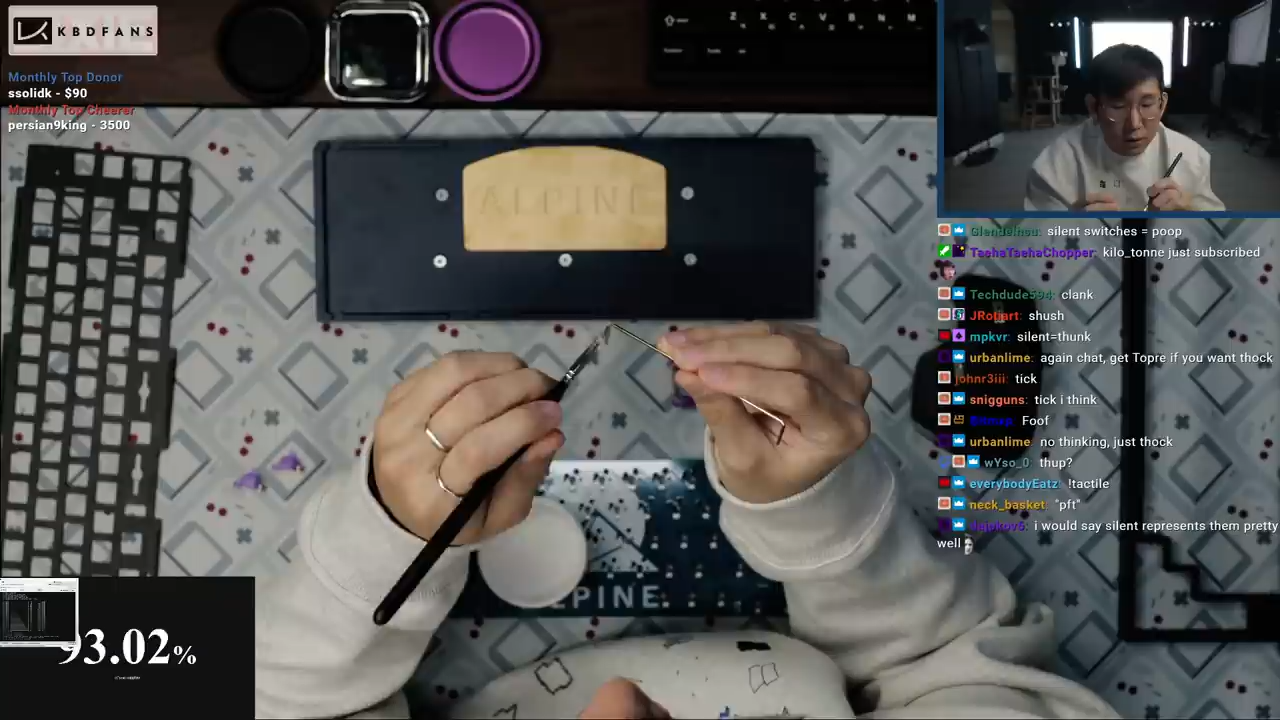 KBDFANS
Monthly Top Donor
ssolidk - $90
Monthly Top Cheerer
persian9king - 3500
Z X C V B N M
Shift
ALPINE
ALPINE
93.02%
silent switches = poop
TaehaTaehaChopper: kilo_tonne just subscribed
Techdude594: clank
shush
mpkvr: silent=thunk
urbanlime: again chat, get Topre if you want thock
johnr3iii: tick
snigguns: tick i think
Foof
urbanlime: no thinking, just thock
wYso_0: thup?
everybodyEatz: !tactile
neck_basket: "pft"
i would say silent represents them pretty
well